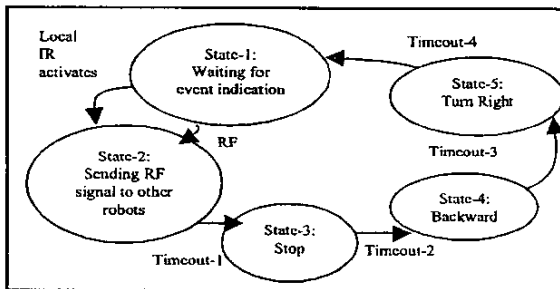 Local
IR
activates
State-1:
Waiting for
event indication
Timeout-4
State-5:
Turn Right
RF
State-2:
Sending RF
signal to other
robots
Timeout-3
State-4:
Backward
State-3:
Stop
Timeout-1
Timeout-2